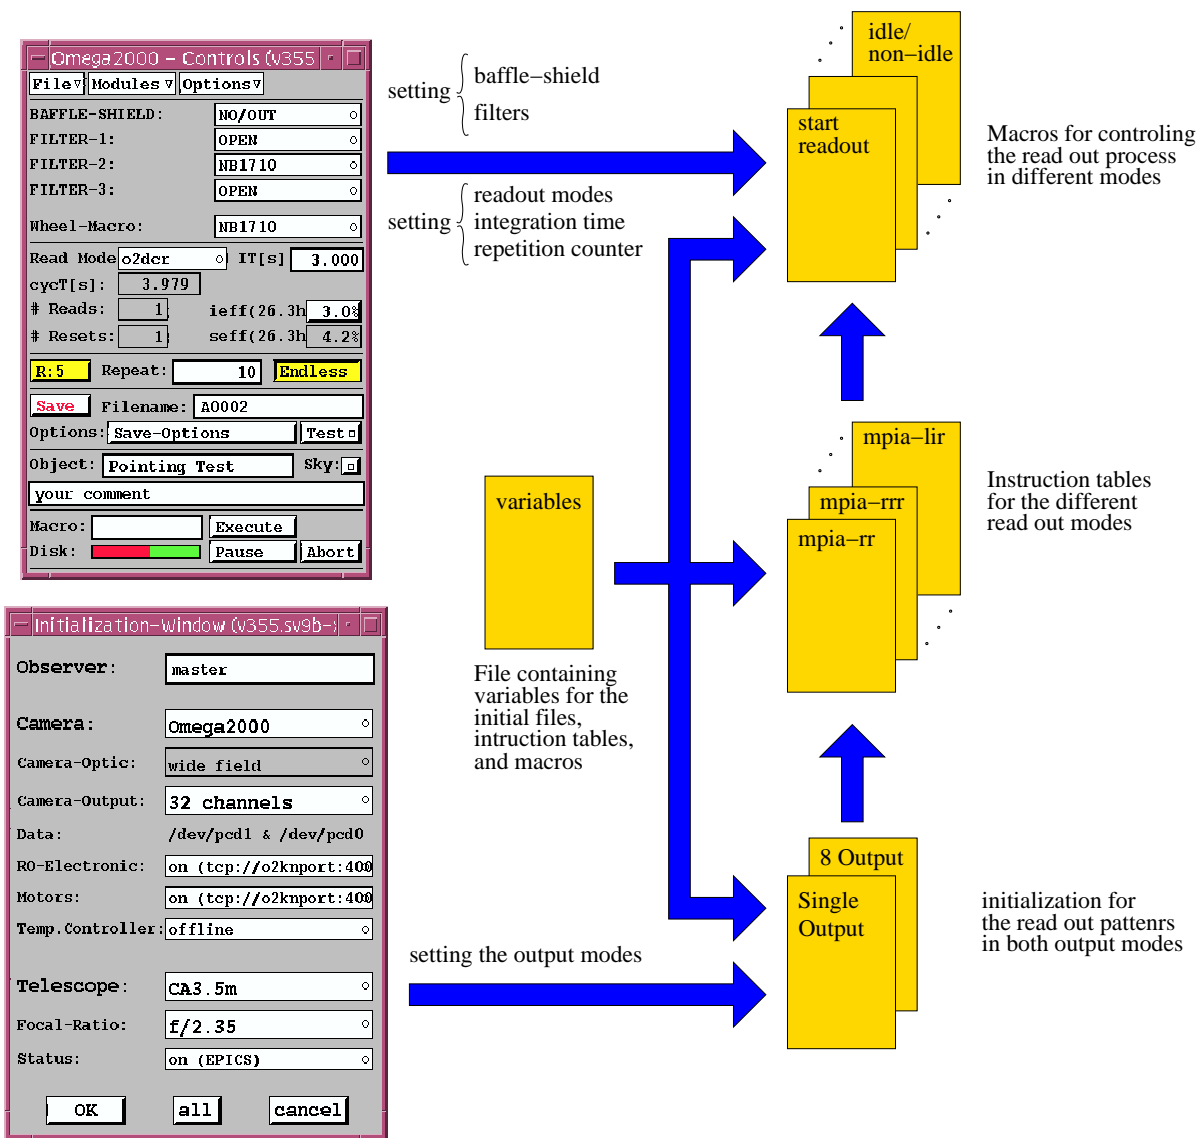 Omega2000 - Controls (v355
File Modules Options
BAFFLE-SHIELD: NO/OUT
FILTER-1: OPEN
FILTER-2: NB1710
FILTER-3: OPEN
Wheel-Macro: NB1710
Read Mode o2dcr IT[s] 3.000
cycT[s]: 3.979
# Reads: 1 ieff(26.3h 3.0%
# Resets: 1 seff(26.3h 4.2%
R:5 Repeat: 10 Endless
Save Filename: A0002
Options: Save-Options Test
Object: Pointing Test Sky:
your comment
Macro: Execute
Disk: Pause Abort
setting baffle-shield
filters
setting readout modes
integration time
repetition counter
idle/
non-idle
start
readout
Macros for controling
the read out process
in different modes
variables
File containing
variables for the
initial files,
intruction tables,
and macros
mpia-lir
mpia-rrr
mpia-rr
Instruction tables
for the different
read out modes
Initialization-Window (v355.sv9b-
Observer: master
Camera: Omega2000
Camera-Optic: wide field
Camera-Output: 32 channels
Data: /dev/pcd1 & /dev/pcd0
RO-Electronic: on (tcp://o2knport:400
Motors: on (tcp://o2knport:400
Temp.Controller: offline
Telescope: CA3.5m
Focal-Ratio: f/2.35
Status: on (EPICS)
OK all cancel
setting the output modes
8 Output
Single
Output
initialization for
the read out pattenrs
in both output modes